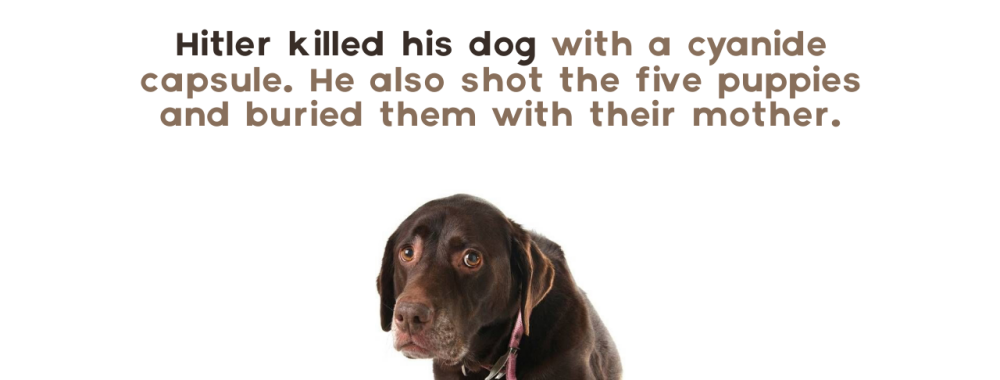 Hitler killed his dog with a cyanide
capsule. He also shot the five puppies
and buried them with their mother.